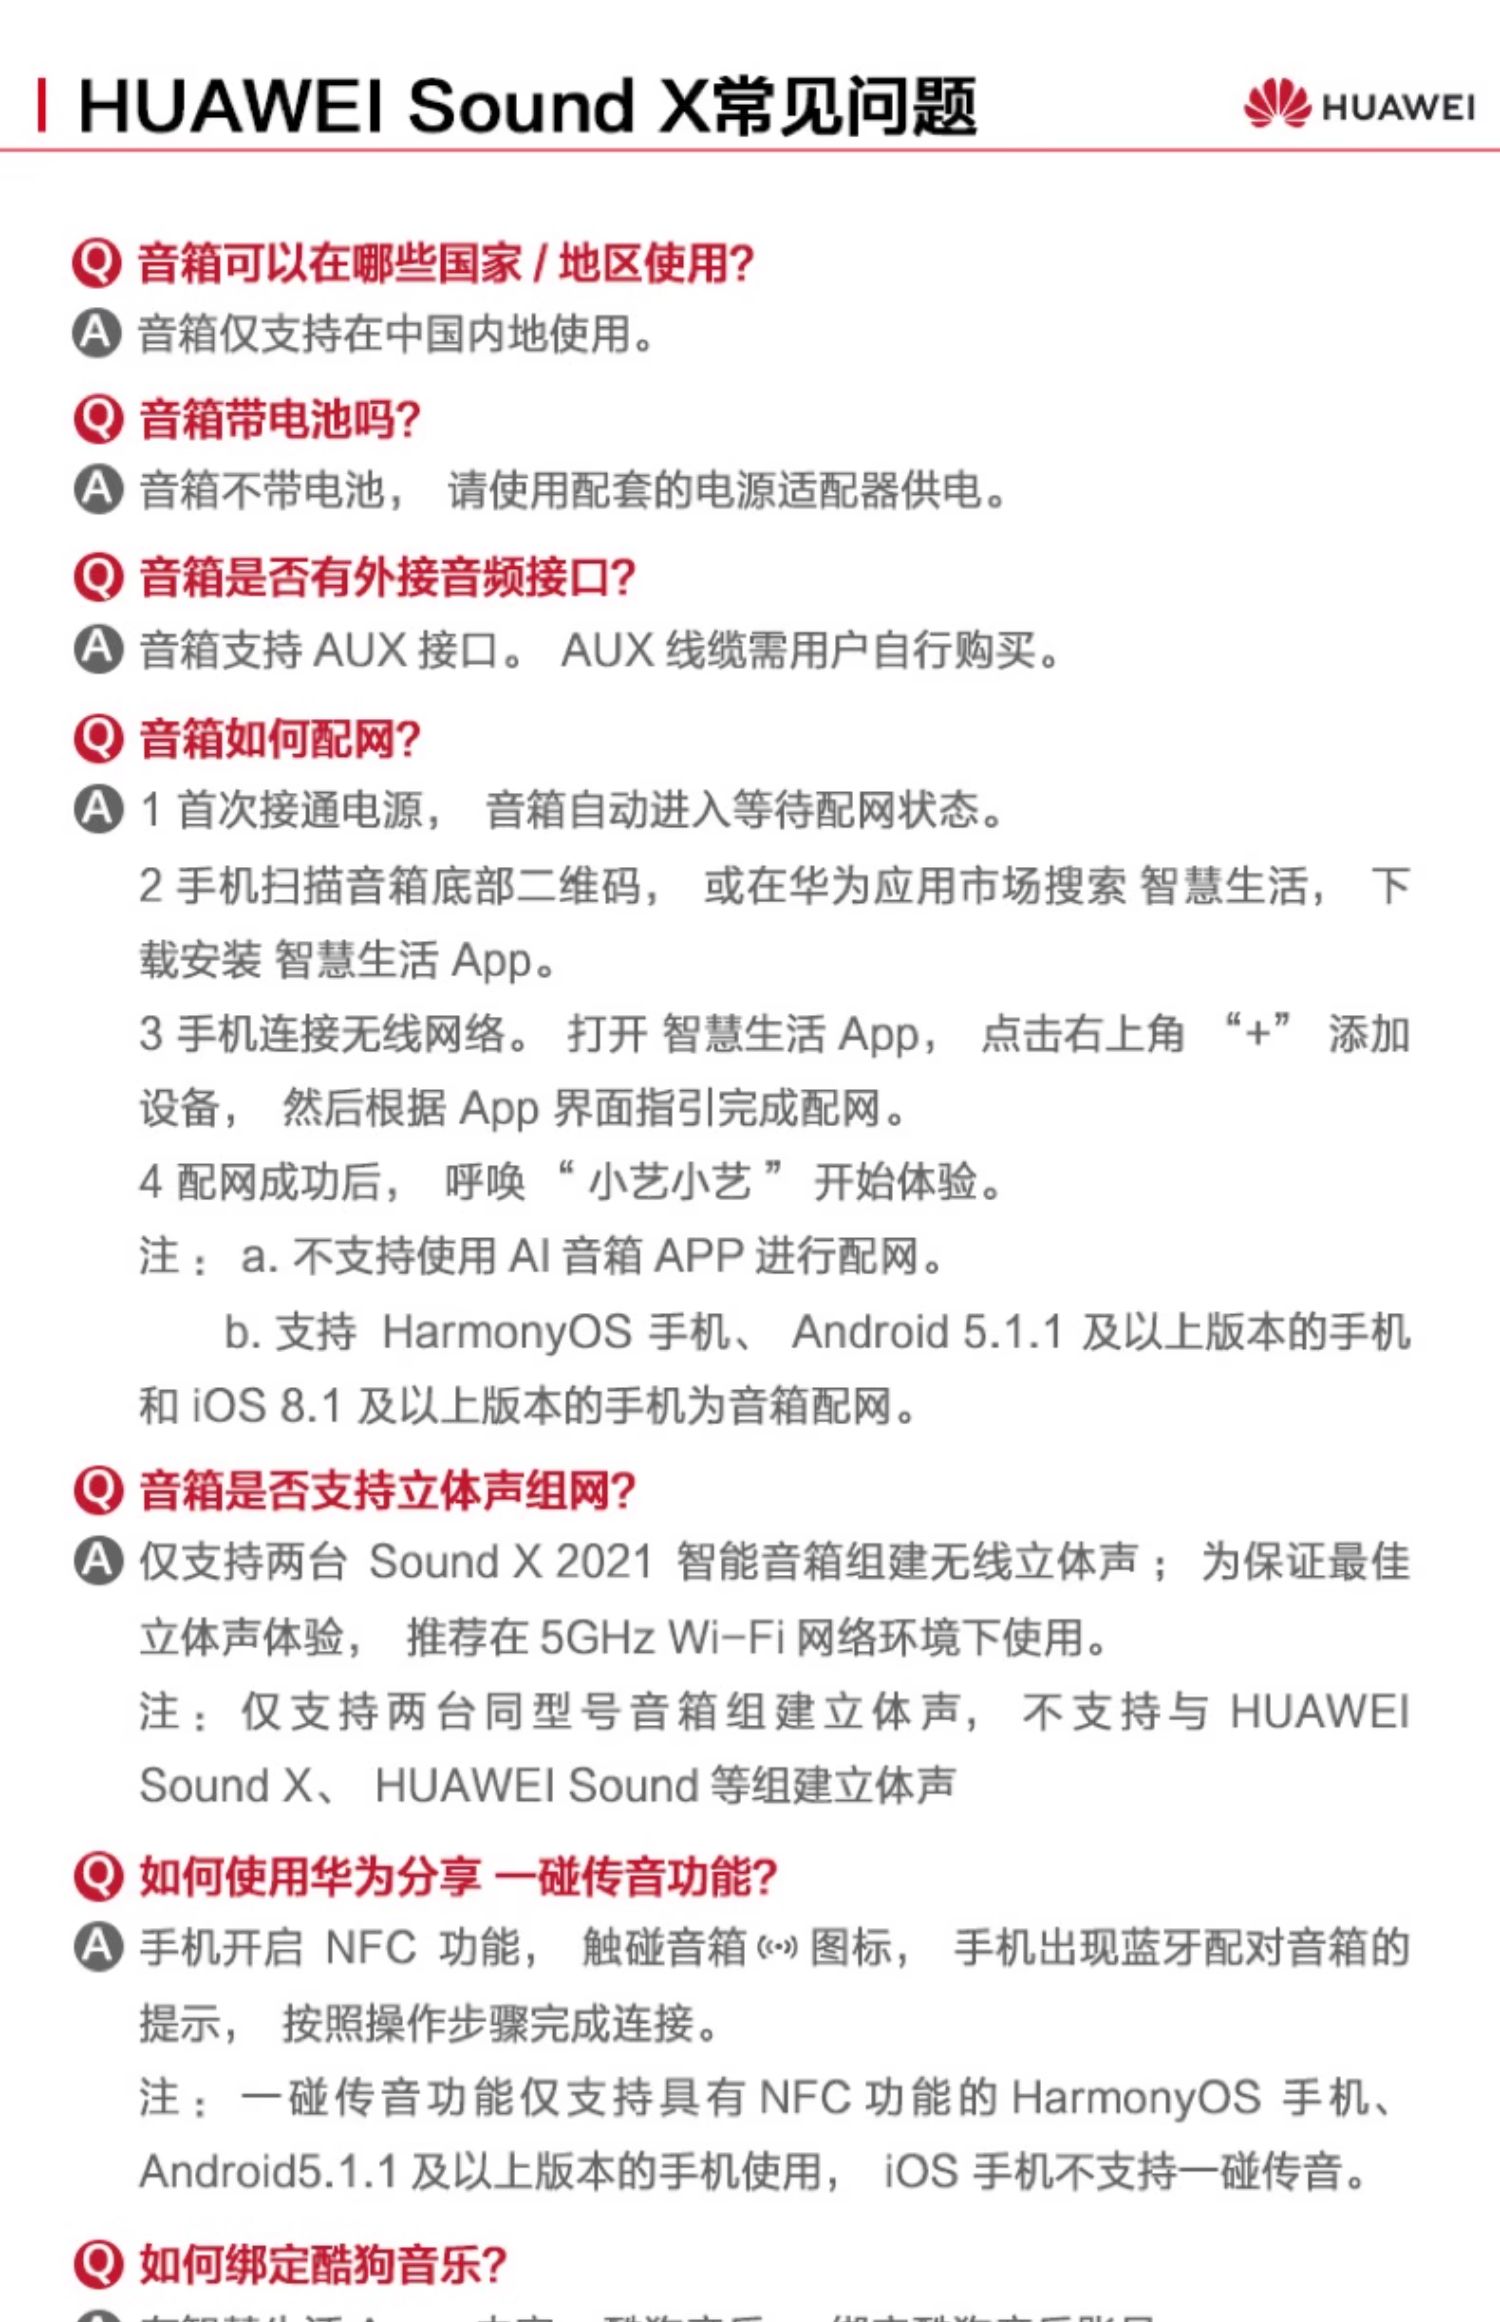 HUAWEI Sound X常见问题
HUAWEI
Q 音箱可以在哪些国家 / 地区使用?
A 音箱仅支持在中国内地使用。
Q 音箱带电池吗?
A 音箱不带电池， 请使用配套的电源适配器供电。
Q 音箱是否有外接音频接口?
A 音箱支持 AUX 接口。 AUX 线缆需用户自行购买。
Q 音箱如何配网?
A 1 首次接通电源， 音箱自动进入等待配网状态。
2 手机扫描音箱底部二维码， 或在华为应用市场搜索 智慧生活， 下
载安装 智慧生活 App。
3 手机连接无线网络。 打开 智慧生活 App， 点击右上角 “+” 添加
设备， 然后根据 App 界面指引完成配网。
4 配网成功后， 呼唤 “ 小艺小艺 ” 开始体验。
注： a. 不支持使用 AI 音箱 APP 进行配网。
b. 支持 HarmonyOS 手机、 Android 5.1.1 及以上版本的手机
和 iOS 8.1 及以上版本的手机为音箱配网。
Q 音箱是否支持立体声组网?
A 仅支持两台 Sound X 2021 智能音箱组建无线立体声； 为保证最佳
立体声体验， 推荐在 5GHz Wi-Fi 网络环境下使用。
注： 仅支持两台同型号音箱组建立体声， 不支持与 HUAWEI
Sound X、 HUAWEI Sound 等组建立体声
Q 如何使用华为分享 一碰传音功能?
A 手机开启 NFC 功能， 触碰音箱 图标， 手机出现蓝牙配对音箱的
提示， 按照操作步骤完成连接。
注： 一碰传音功能仅支持具有 NFC 功能的 HarmonyOS 手机、
Android5.1.1 及以上版本的手机使用， iOS 手机不支持一碰传音。
Q 如何绑定酷狗音乐?